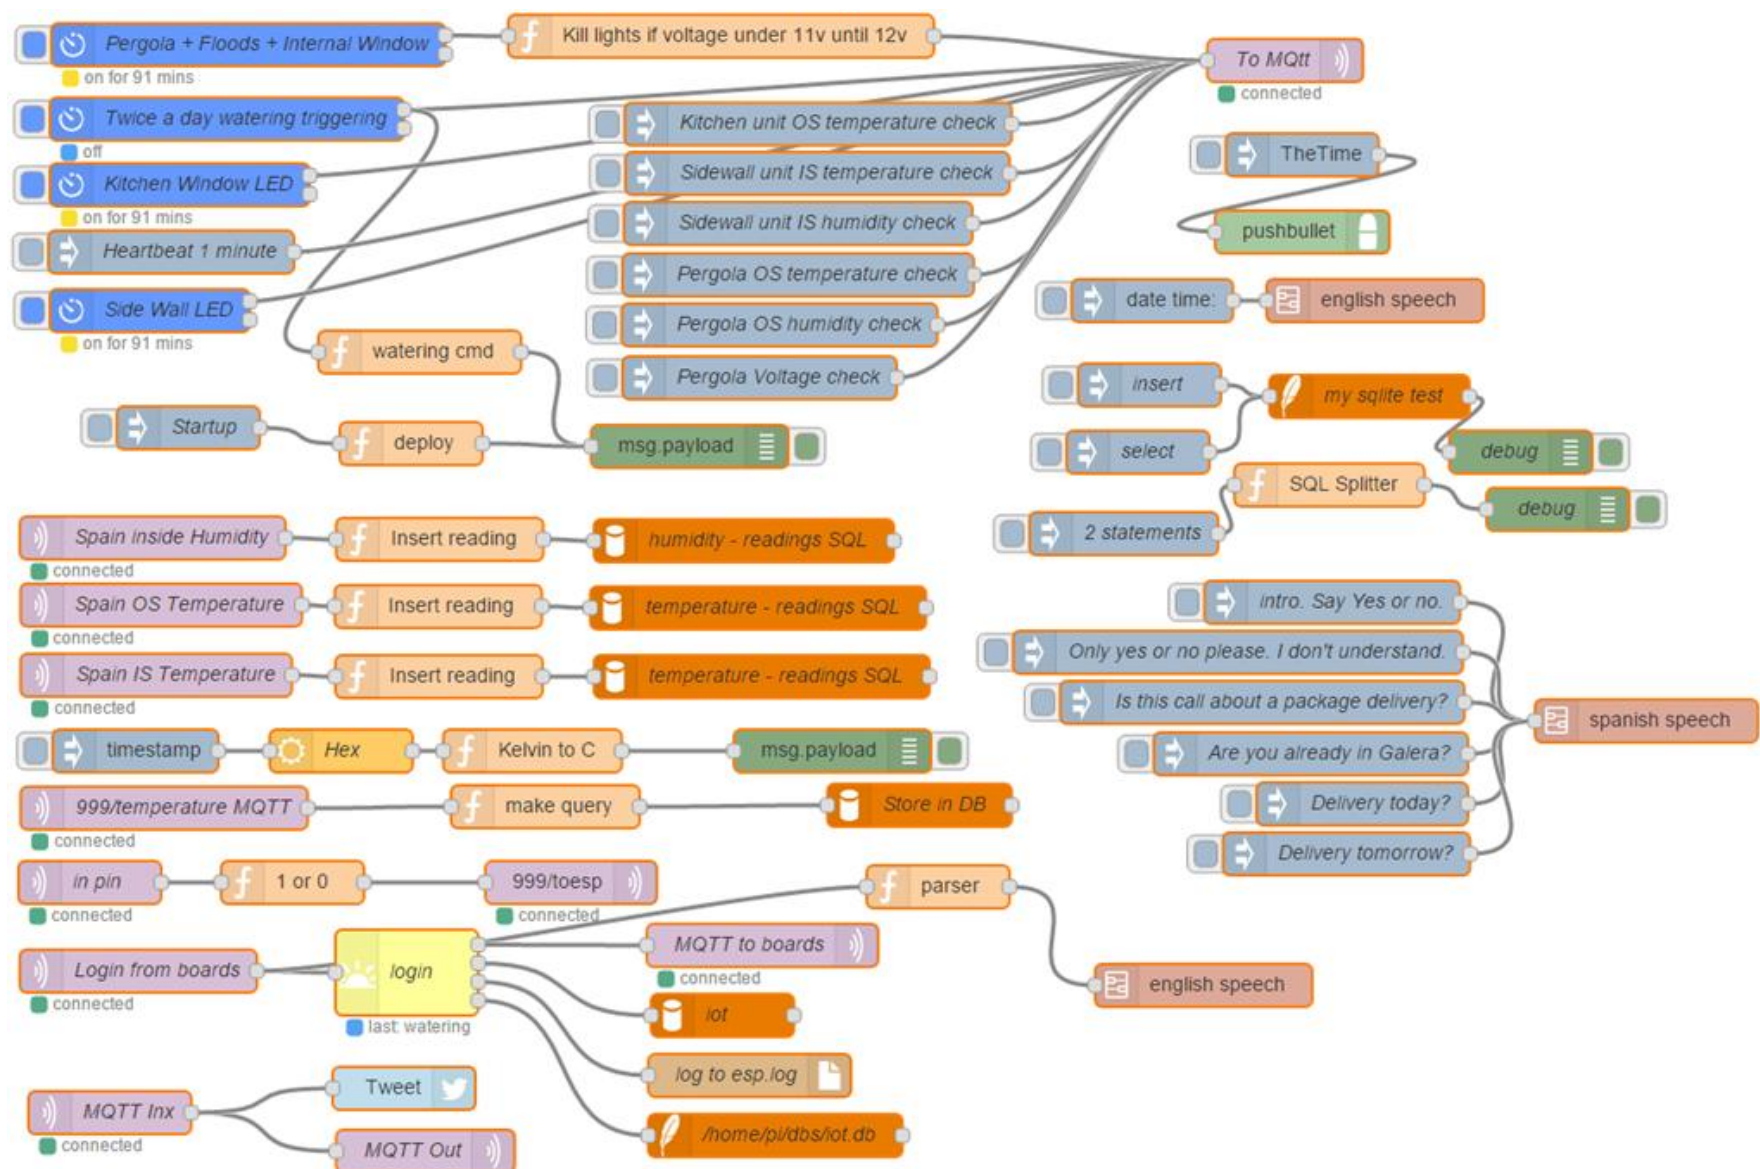 Pergola + Floods + Internal Window
on for 91 mins
Kill lights if voltage under 11v until 12v
To MQtt
connected
Twice a day watering triggering
off
Kitchen Window LED
on for 91 mins
Heartbeat 1 minute
Side Wall LED
on for 91 mins
Kitchen unit OS temperature check
Sidewall unit IS temperature check
Sidewall unit IS humidity check
Pergola OS temperature check
Pergola OS humidity check
Pergola Voltage check
TheTime
pushbullet
date time:
english speech
watering cmd
Startup
deploy
msg.payload
insert
select
my sqlite test
debug
SQL Splitter
2 statements
debug
Spain inside Humidity
connected
Insert reading
humidity - readings SQL
Spain OS Temperature
connected
Insert reading
temperature - readings SQL
Spain IS Temperature
connected
Insert reading
temperature - readings SQL
timestamp
Hex
Kelvin to C
msg.payload
999/temperature MQTT
connected
make query
Store in DB
intro. Say Yes or no.
Only yes or no please. I don't understand.
Is this call about a package delivery?
Are you already in Galera?
Delivery today?
Delivery tomorrow?
spanish speech
in pin
connected
1 or 0
999/toesp
connected
parser
Login from boards
connected
login
last: watering
MQTT to boards
connected
english speech
iot
log to esp.log
/home/pi/dbs/iot.db
MQTT Inx
connected
Tweet
MQTT Out